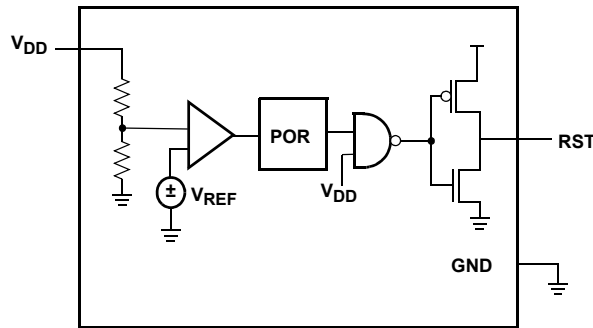 VDD
POR
RST
±
VREF
VDD
GND